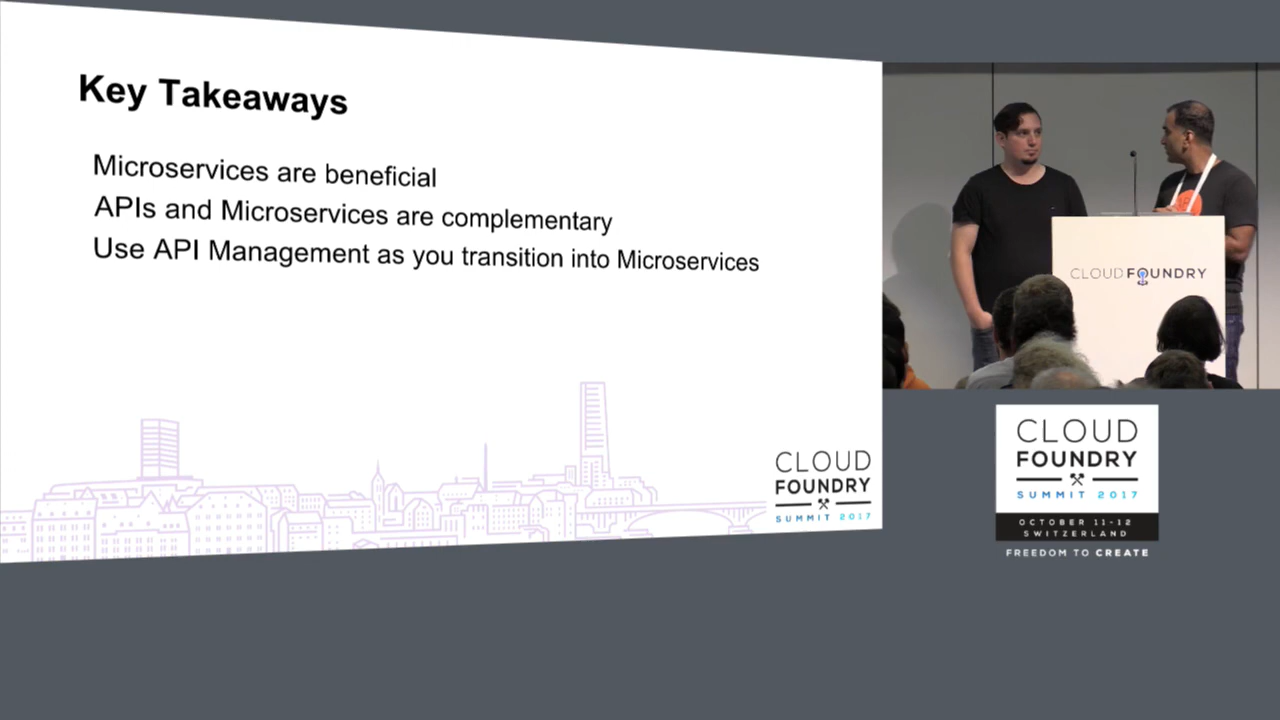 Key Takeaways
Microservices are beneficial
APIs and Microservices are complementary
Use API Management as you transition into Microservices
CLOUD
FOUNDRY
SUMMIT 2017
CLOUD FOUNDRY
CLOUD
FOUNDRY
SUMMIT 2017
OCTOBER 11-12
SWITZERLAND
FREEDOM TO CREATE